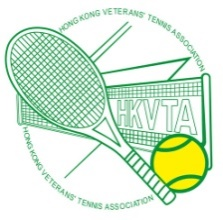 HONG KONG VETERANS' TENNIS ASSOCIATION
HKVTA
HONG KONG VETERANS' TENNIS ASSOCIATION